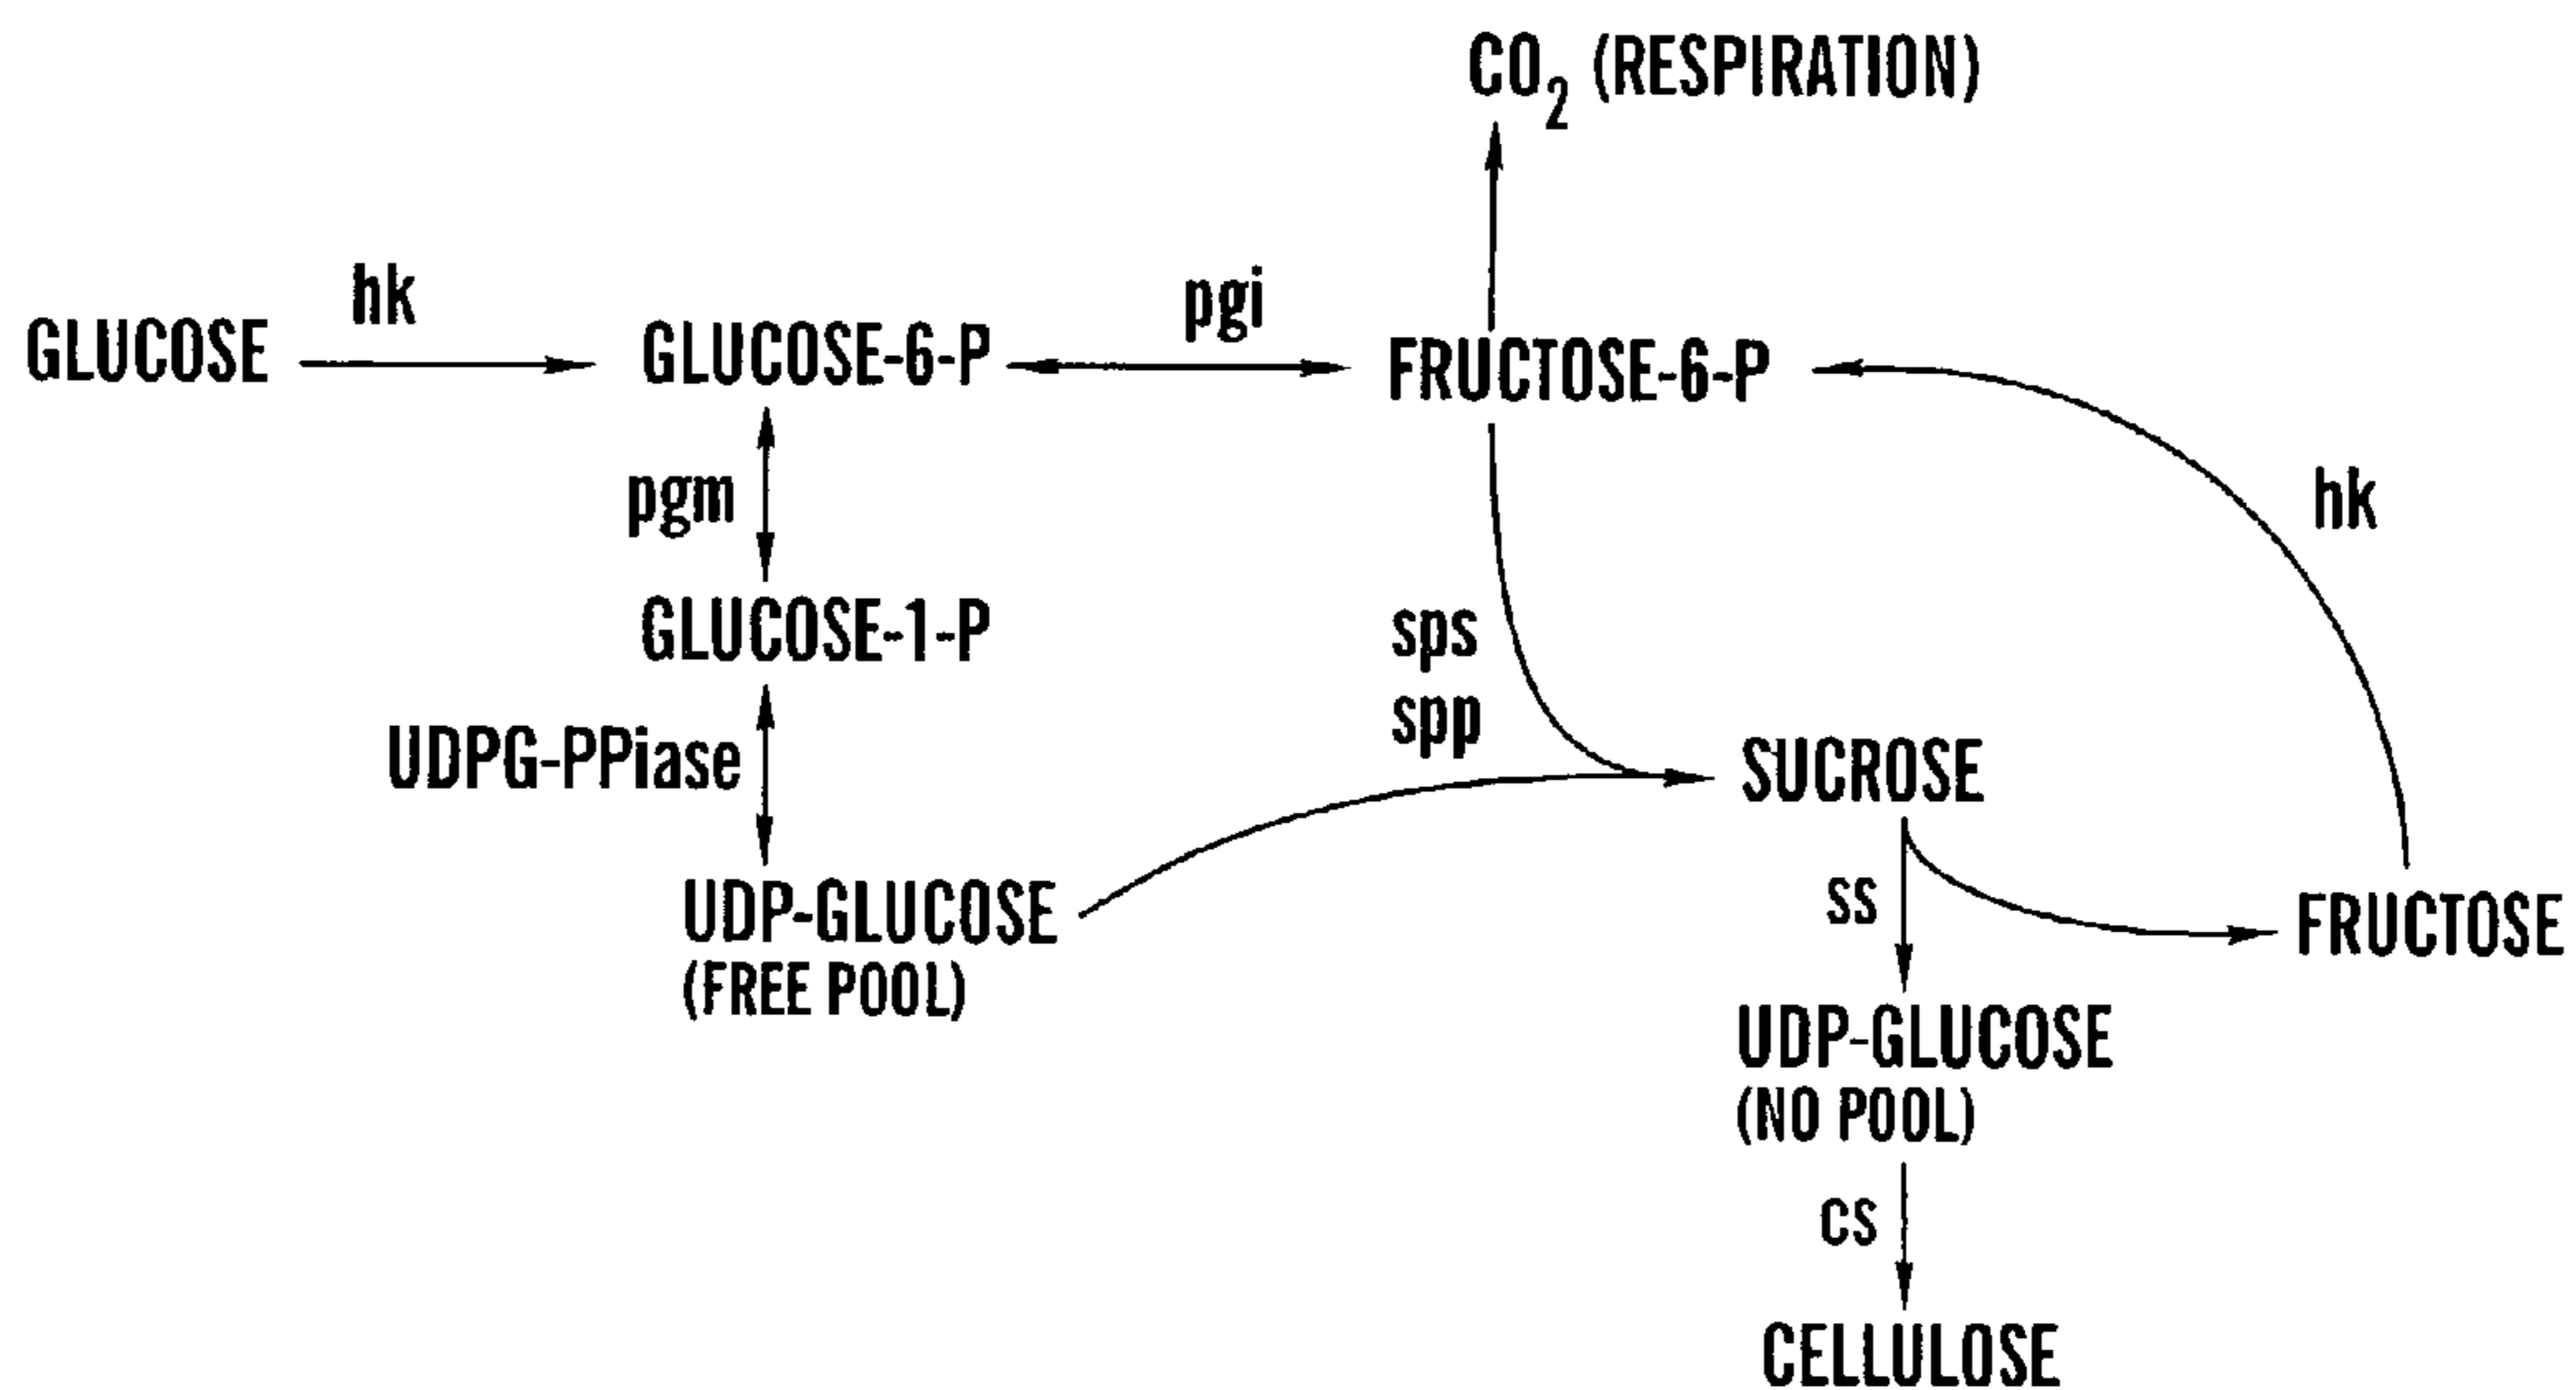 CO2 (RESPIRATION)
hk
pgi
GLUCOSE
GLUCOSE-6-P
FRUCTOSE-6-P
pgm
hk
GLUCOSE-1-P
sps
UDPG-PPiase
spp
SUCROSE
UDP-GLUCOSE
(FREE POOL)
ss
FRUCTOSE
UDP-GLUCOSE
(NO POOL)
cs
CELLULOSE